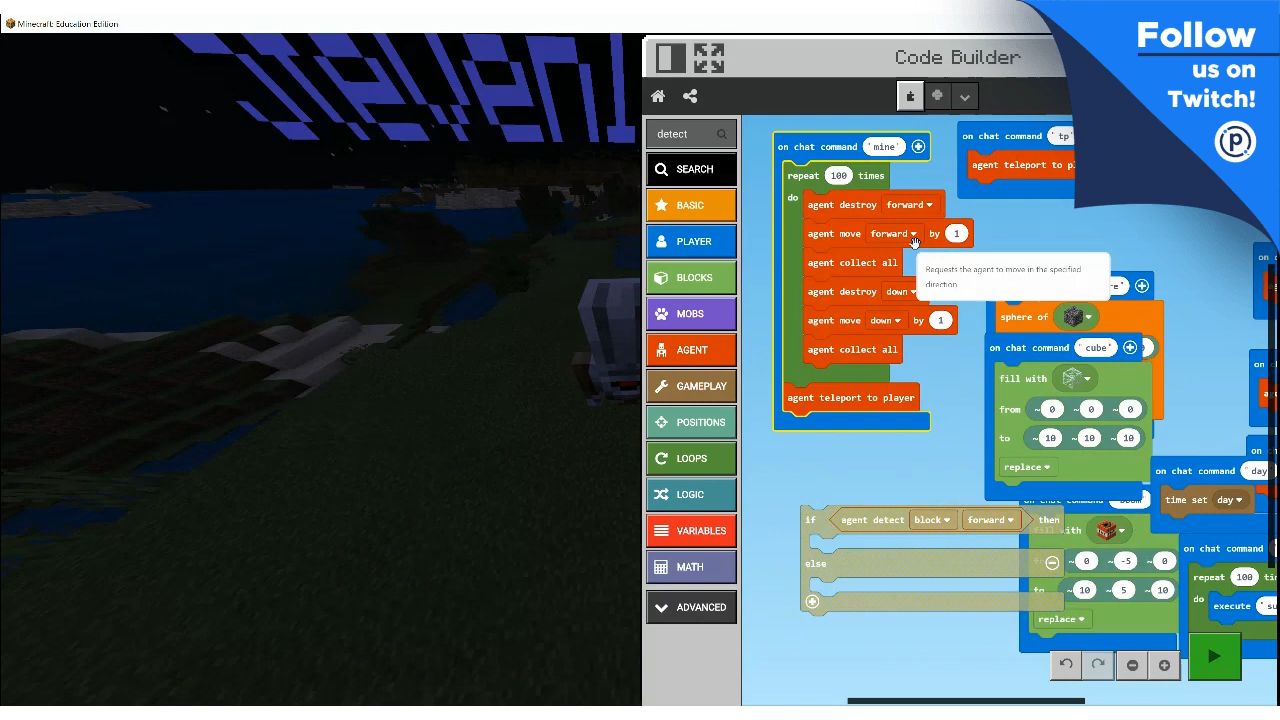 Minecraft: Education Edition
Follow
us on
Twitch!
Code Builder
detect
SEARCH
BASIC
PLAYER
BLOCKS
MOBS
AGENT
GAMEPLAY
POSITIONS
LOOPS
LOGIC
VARIABLES
MATH
ADVANCED
on chat command "mine"
repeat 100 times
do
agent destroy forward
agent move forward by 1
agent collect all
agent destroy down
agent move down by 1
agent collect all
agent teleport to player
Requests the agent to move in the specified
direction
on chat command "tp
agent teleport to pl
sphere of
on chat command "cube"
fill with
from ~0 ~0 ~0
to ~10 ~10 ~10
replace
if agent detect block forward then
else
~0 ~-5 ~0
to ~10 ~5 ~10
replace
on chat command "day
time set day
on chat command
repeat 100
do
execute "su